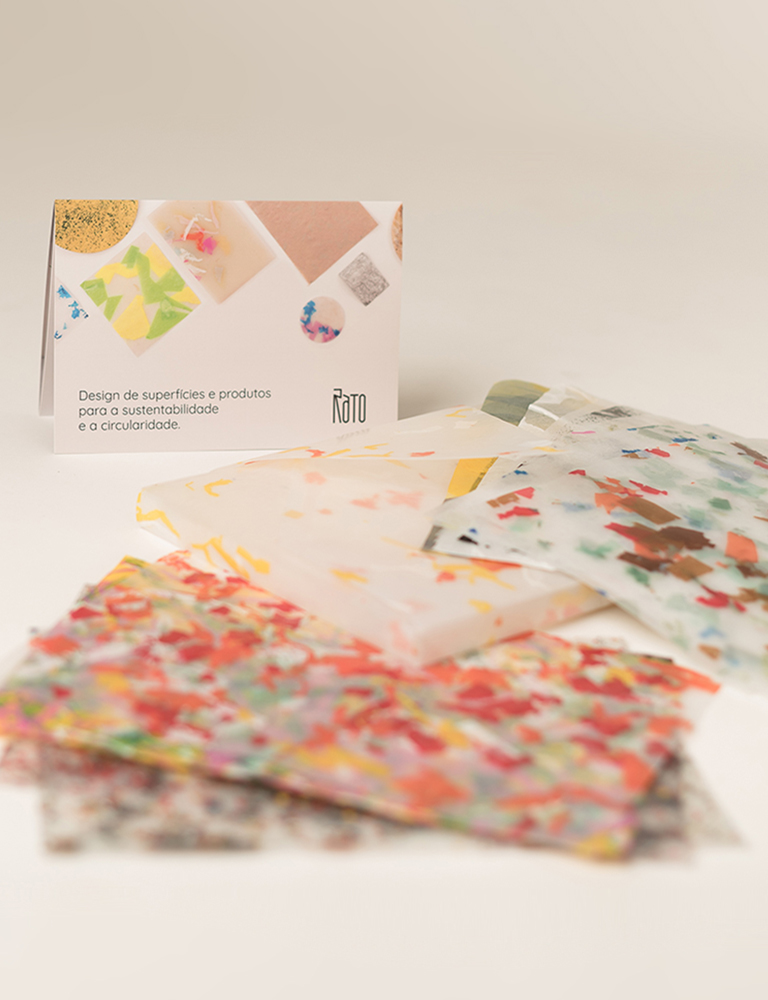 Design de superfícies e produtos
para a sustentabilidade
e a circularidade.
RaTO